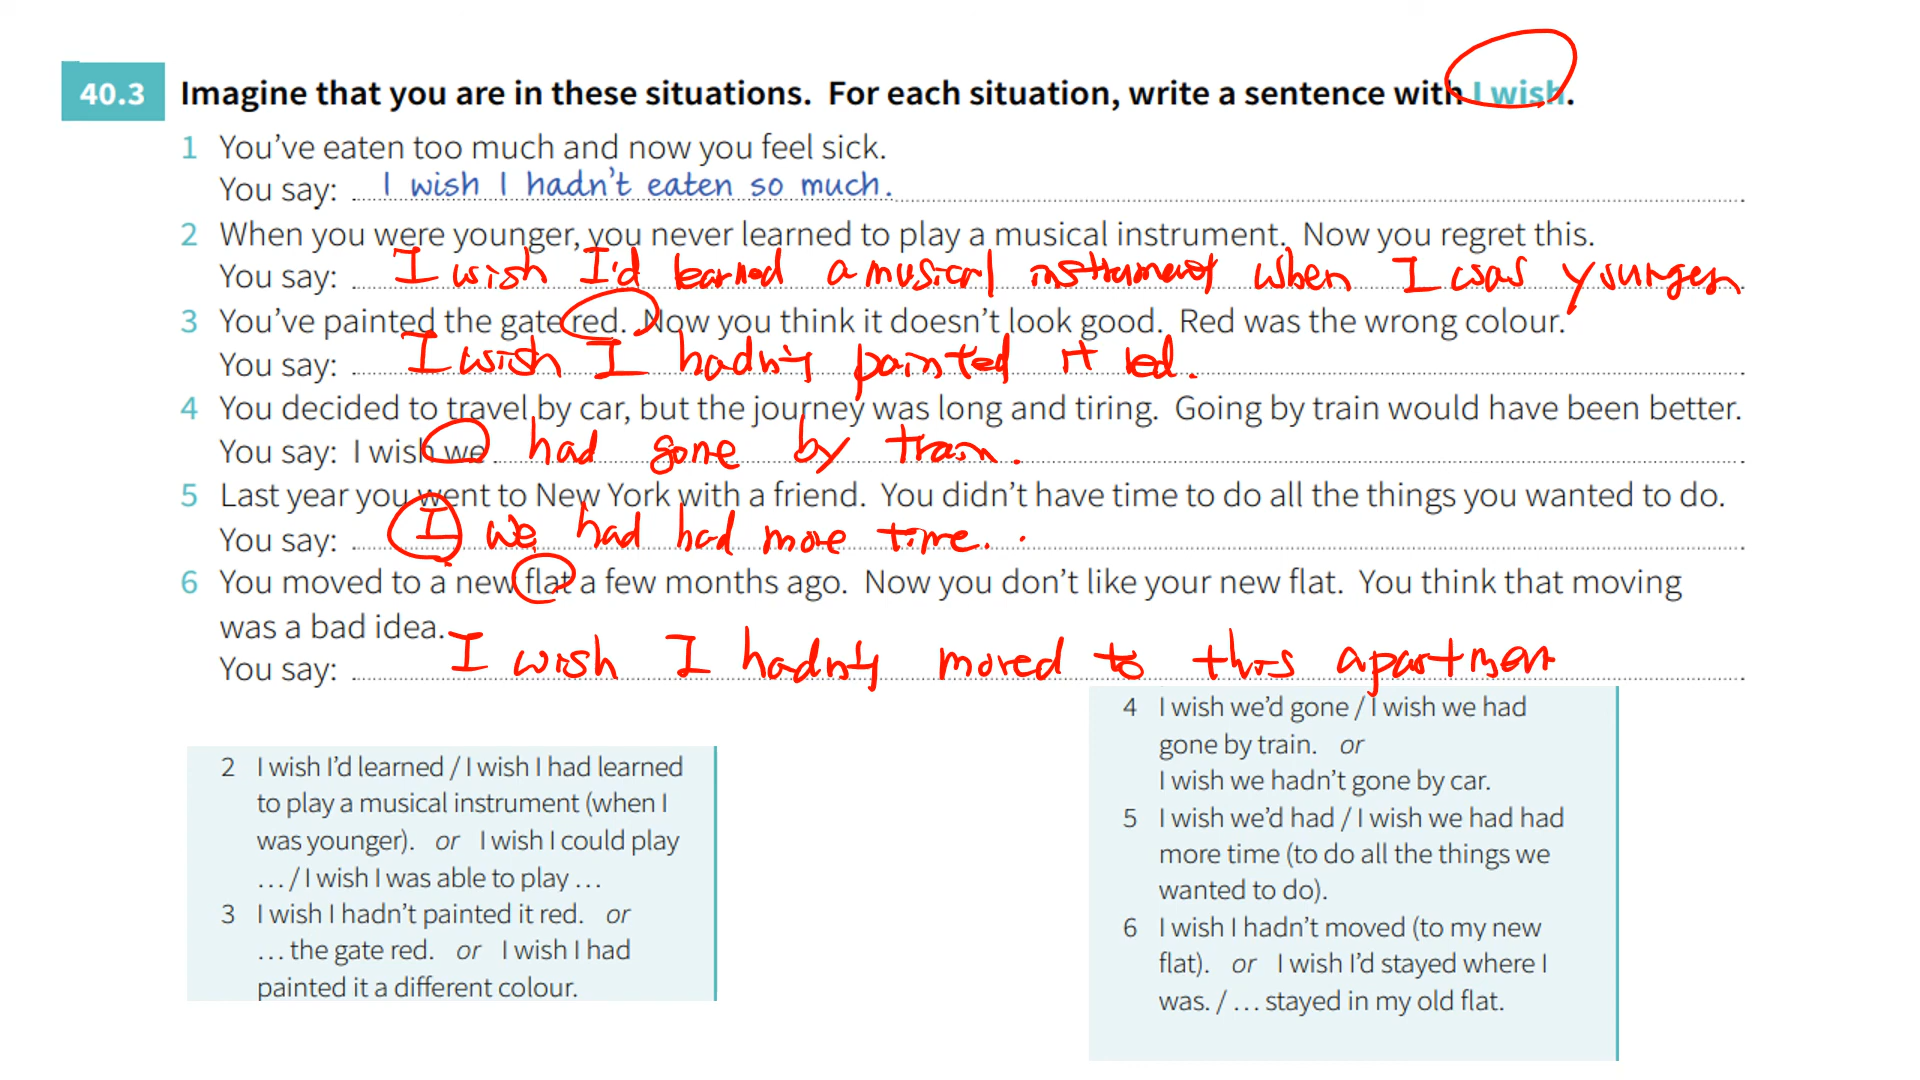 40.3 Imagine that you are in these situations. For each situation, write a sentence with I wish.
1 You've eaten too much and now you feel sick.
You say: I wish I hadn't eaten so much.
2 When you were younger, you never learned to play a musical instrument. Now you regret this.
You say: I wish I'd learned a musical instrument when I was younger
3 You've painted the gate red. Now you think it doesn't look good. Red was the wrong colour.
You say: I wish I hadn't painted it red.
4 You decided to travel by car, but the journey was long and tiring. Going by train would have been better.
You say: I wish we had gone by train.
5 Last year you went to New York with a friend. You didn't have time to do all the things you wanted to do.
You say: I we had had more time.
6 You moved to a new flat a few months ago. Now you don't like your new flat. You think that moving
was a bad idea.
You say: I wish I hadn't moved to this apartment
2 I wish I'd learned / I wish I had learned
to play a musical instrument (when I
was younger). or I wish I could play
… / I wish I was able to play …
3 I wish I hadn't painted it red. or
… the gate red. or I wish I had
painted it a different colour.
4 I wish we'd gone / I wish we had
gone by train. or
I wish we hadn't gone by car.
5 I wish we'd had / I wish we had had
more time (to do all the things we
wanted to do).
6 I wish I hadn't moved (to my new
flat). or I wish I'd stayed where I
was. / … stayed in my old flat.